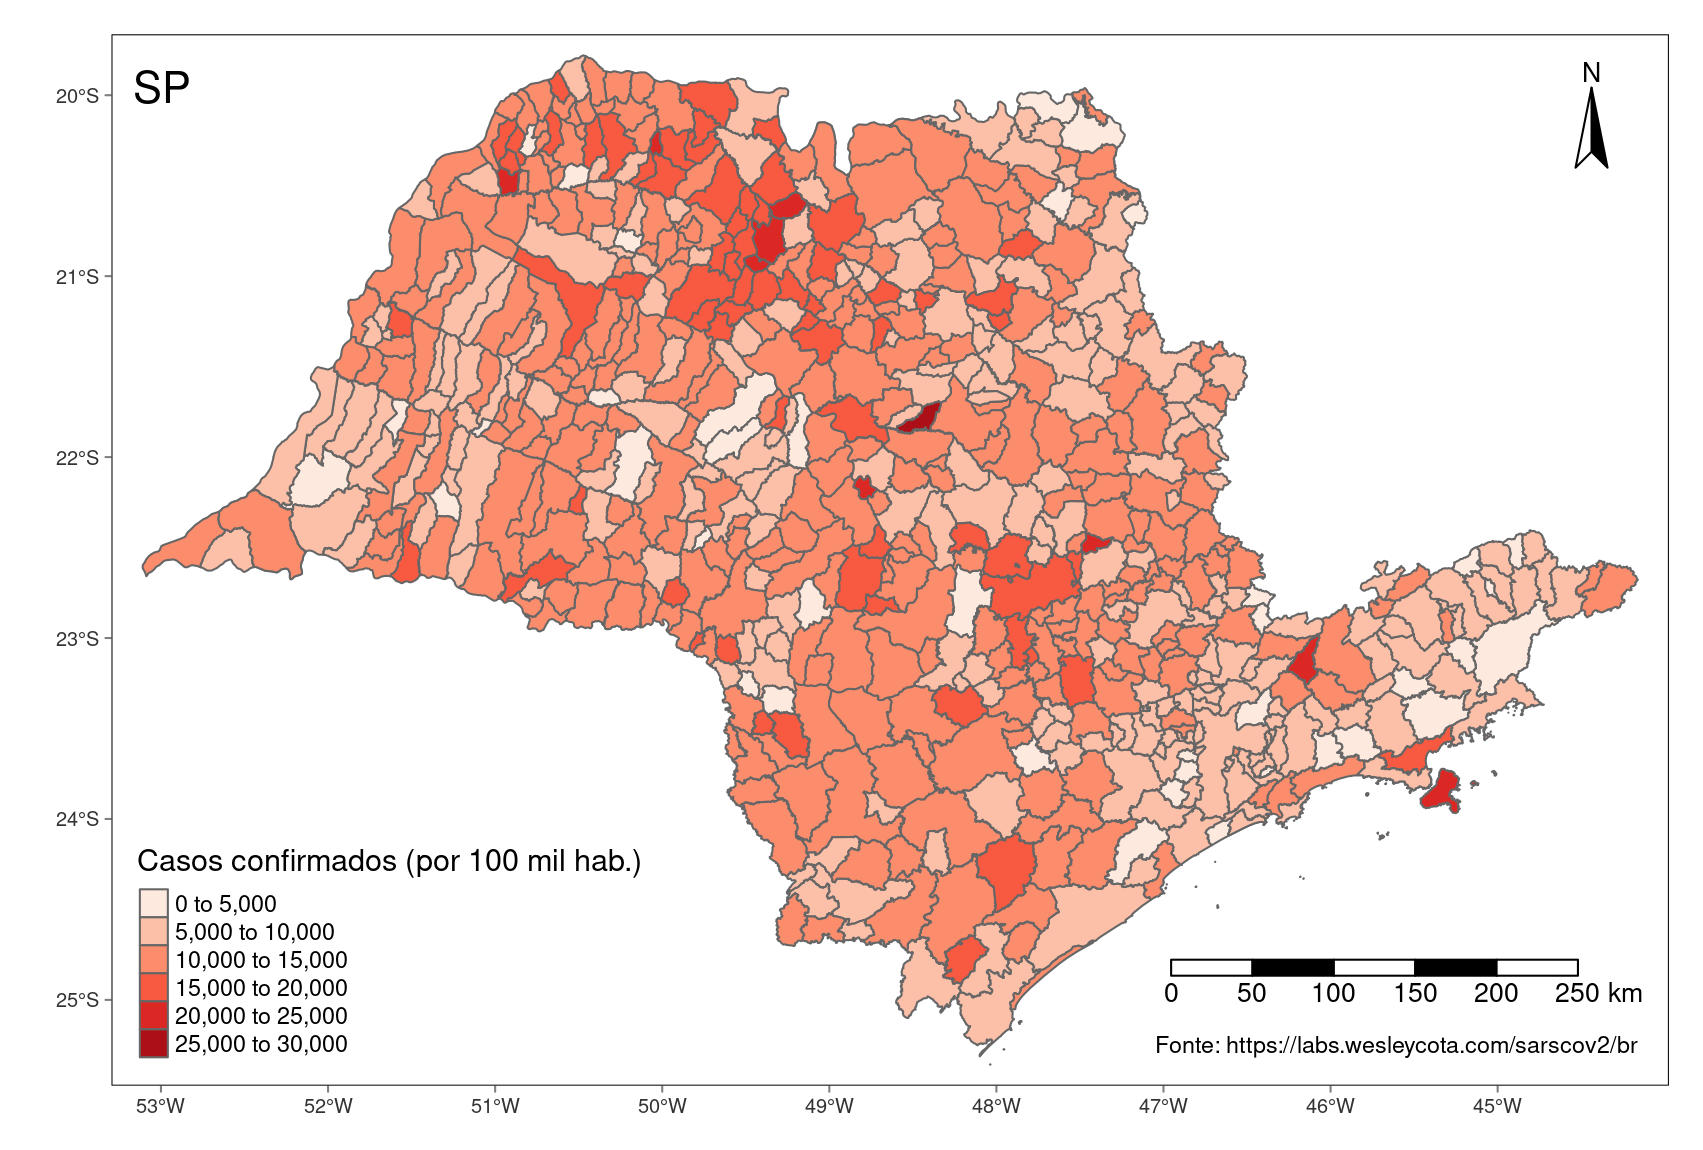 SP
N
20°S
21°S
22°S
23°S
24°S
25°S
Casos confirmados (por 100 mil hab.)
0 to 5,000
5,000 to 10,000
10,000 to 15,000
15,000 to 20,000
20,000 to 25,000
25,000 to 30,000
0 50 100 150 200 250 km
Fonte: https://labs.wesleycota.com/sarscov2/br
53°W 52°W 51°W 50°W 49°W 48°W 47°W 46°W 45°W